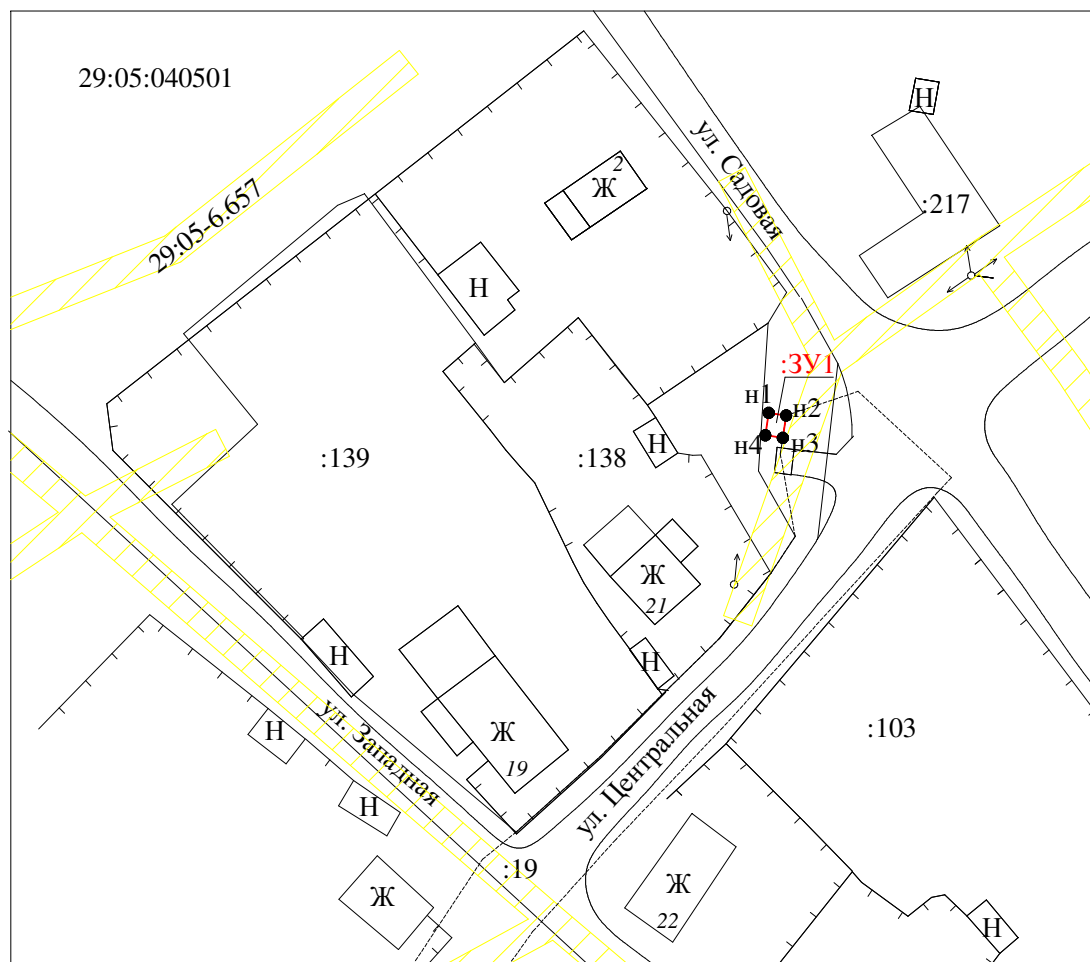 29:05:040501
29:05-6.657
ул. Садовая
Н
:217
2
Ж
Н
:ЗУ1
н1
н2
н4
н3
Н
:139
:138
Ж
21
Н
Н
Ж
19
ул. Западная
ул. Центральная
:103
Н
Н
:19
Ж
Ж
22
Н